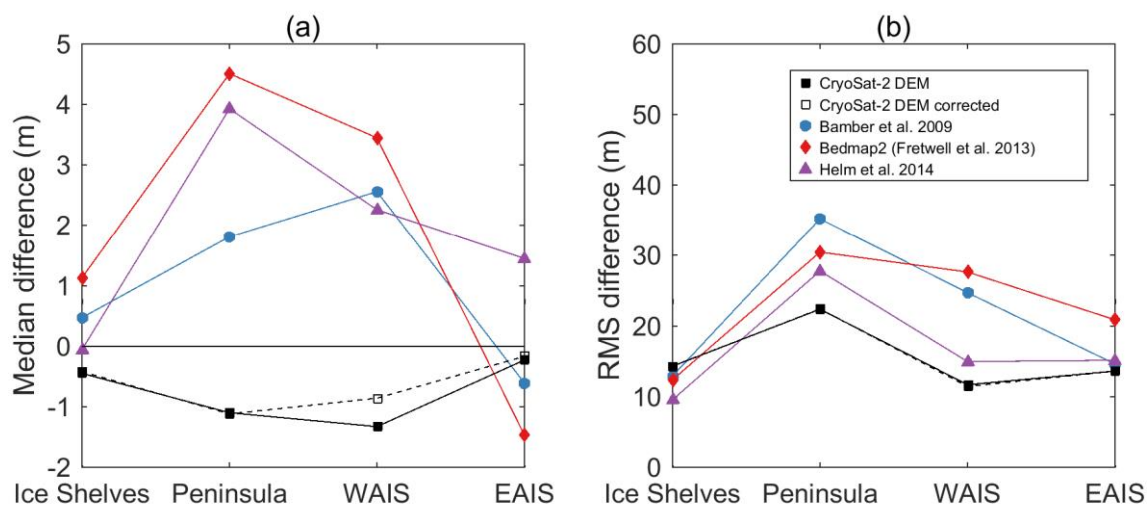 (a)
5
4
3
2
1
0
-1
-2
Median difference (m)
Ice Shelves Peninsula WAIS EAIS
(b)
60
50
40
30
20
10
0
RMS difference (m)
CryoSat-2 DEM
CryoSat-2 DEM corrected
Bamber et al. 2009
Bedmap2 (Fretwell et al. 2013)
Helm et al. 2014
Ice Shelves Peninsula WAIS EAIS